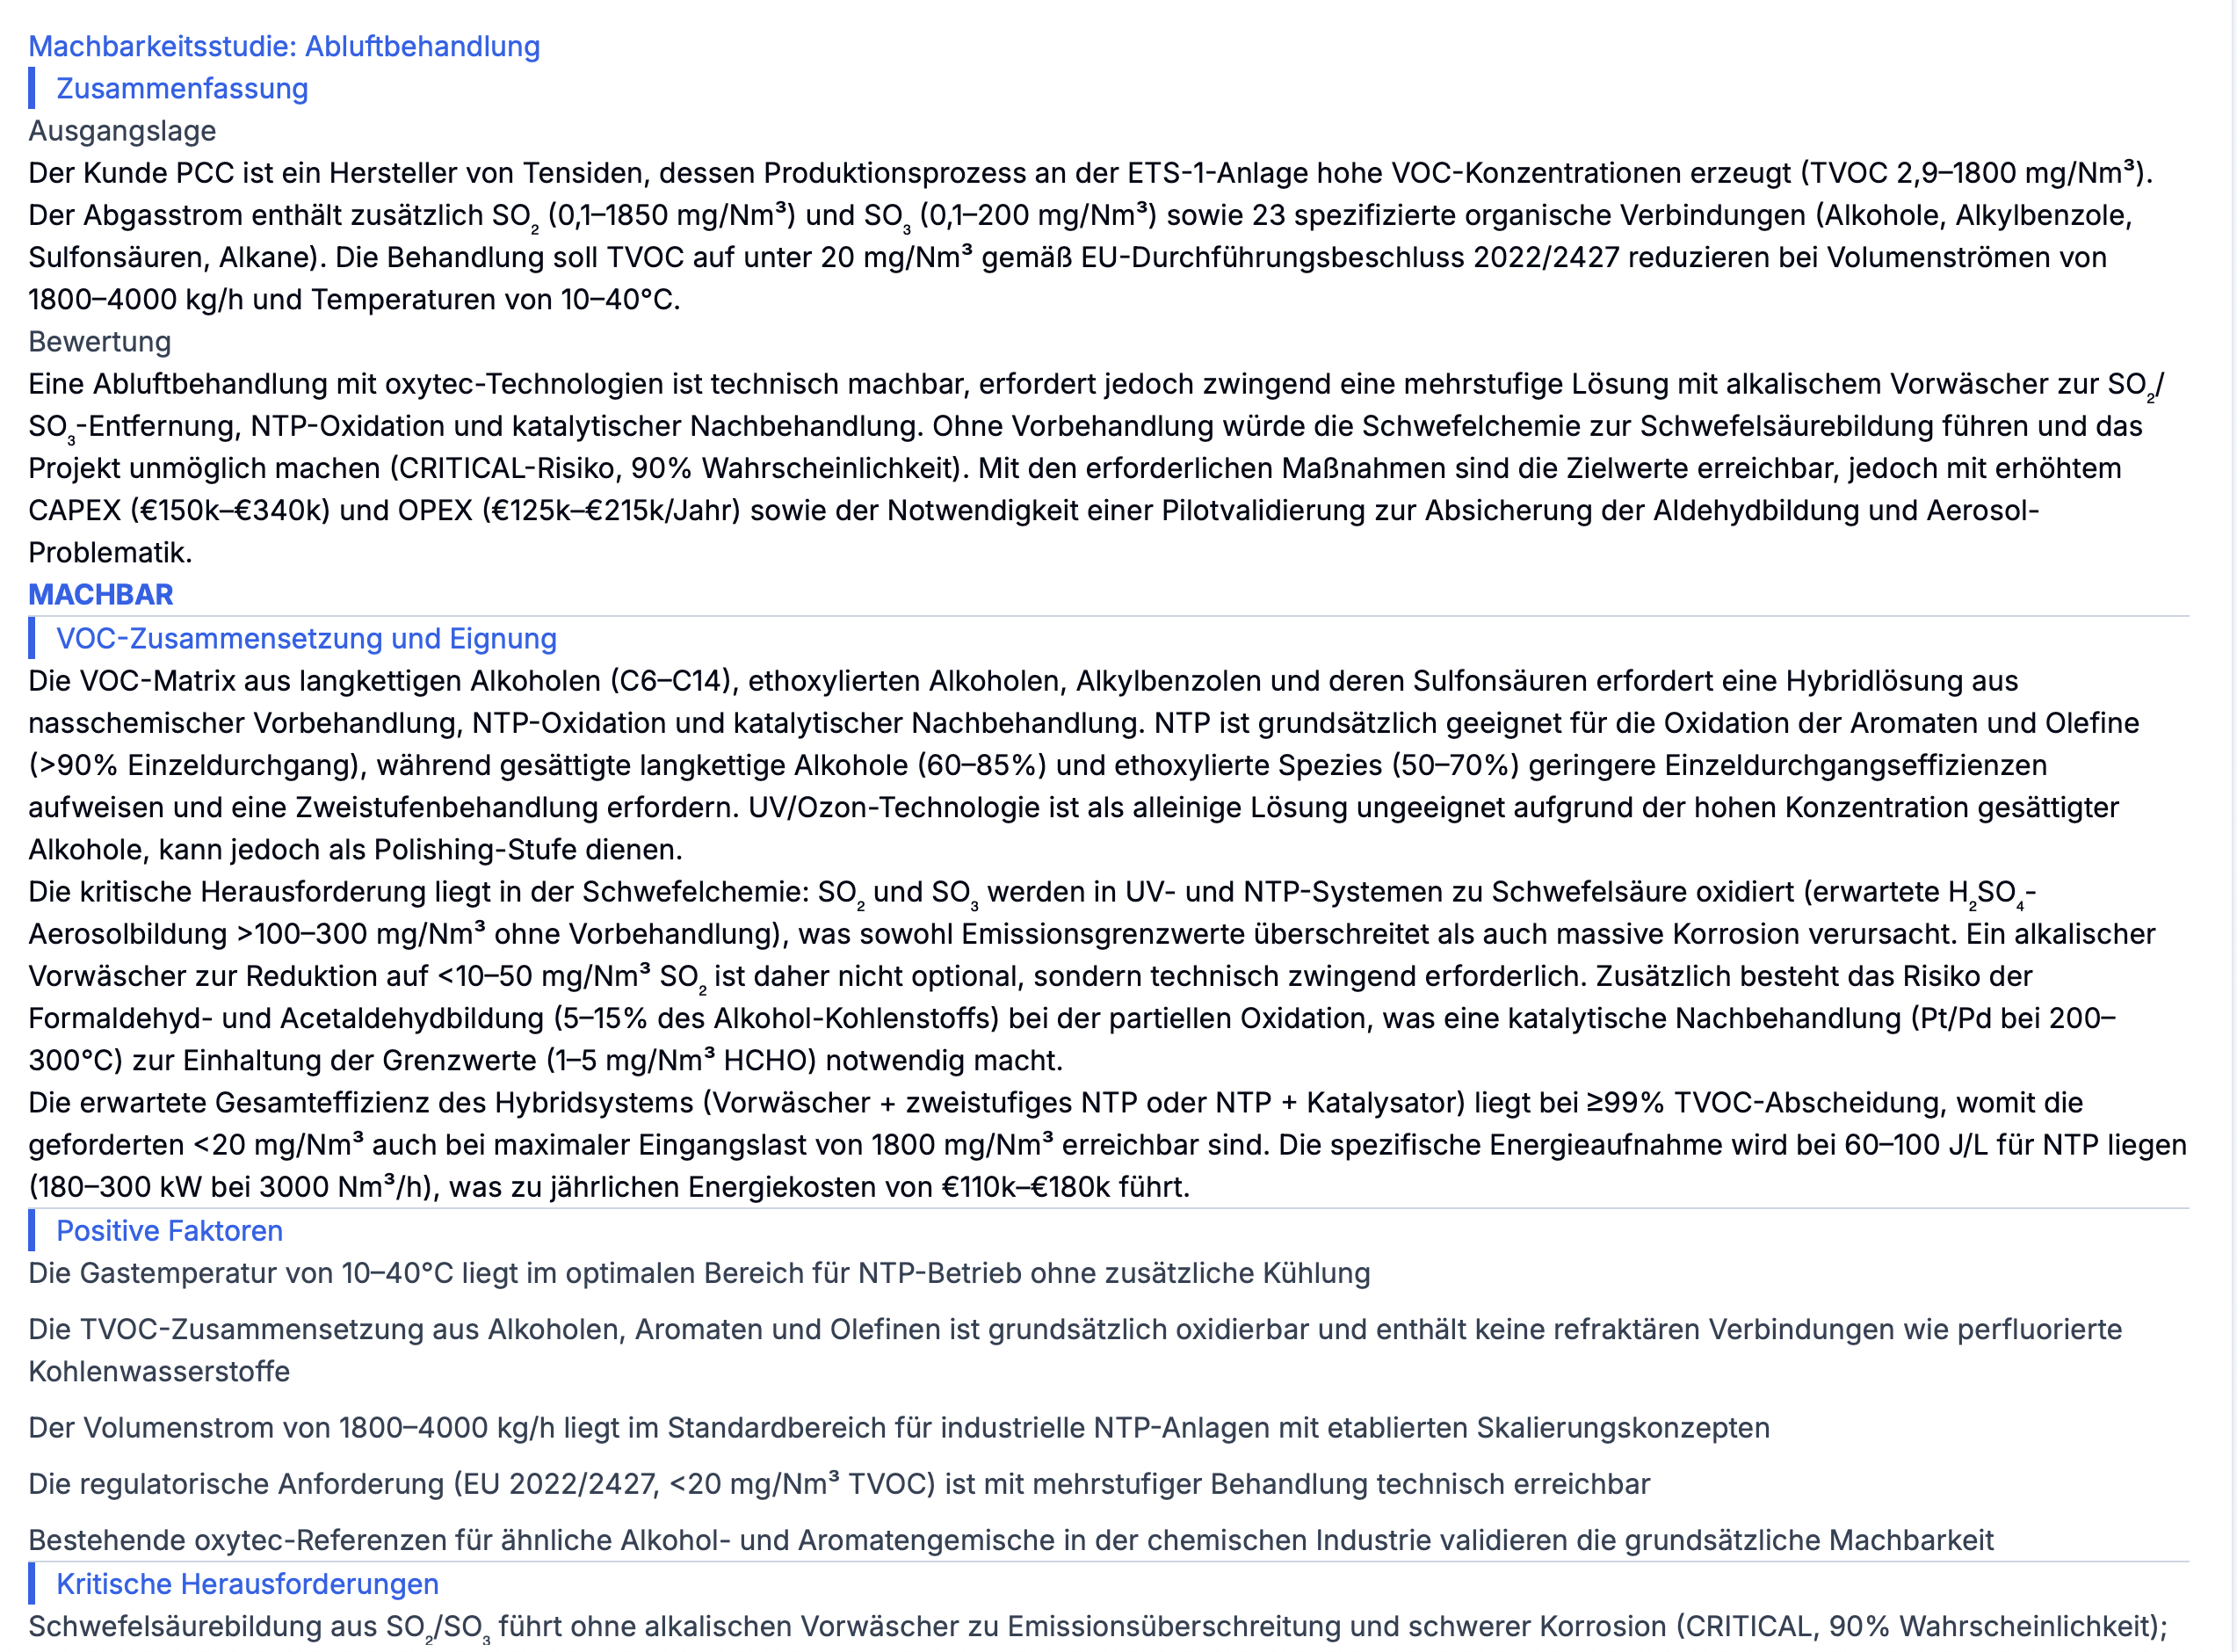 Machbarkeitsstudie: Abluftbehandlung
Zusammenfassung
Ausgangslage
Der Kunde PCC ist ein Hersteller von Tensiden, dessen Produktionsprozess an der ETS-1-Anlage hohe VOC-Konzentrationen erzeugt (TVOC 2,9–1800 mg/Nm³).
Der Abgasstrom enthält zusätzlich SO₂ (0,1–1850 mg/Nm³) und SO₃ (0,1–200 mg/Nm³) sowie 23 spezifizierte organische Verbindungen (Alkohole, Alkylbenzole,
Sulfonsäuren, Alkane). Die Behandlung soll TVOC auf unter 20 mg/Nm³ gemäß EU-Durchführungsbeschluss 2022/2427 reduzieren bei Volumenströmen von
1800–4000 kg/h und Temperaturen von 10–40°C.
Bewertung
Eine Abluftbehandlung mit oxytec-Technologien ist technisch machbar, erfordert jedoch zwingend eine mehrstufige Lösung mit alkalischem Vorwäscher zur SO₂/
SO₃-Entfernung, NTP-Oxidation und katalytischer Nachbehandlung. Ohne Vorbehandlung würde die Schwefelchemie zur Schwefelsäurebildung führen und das
Projekt unmöglich machen (CRITICAL-Risiko, 90% Wahrscheinlichkeit). Mit den erforderlichen Maßnahmen sind die Zielwerte erreichbar, jedoch mit erhöhtem
CAPEX (€150k–€340k) und OPEX (€125k–€215k/Jahr) sowie der Notwendigkeit einer Pilotvalidierung zur Absicherung der Aldehydbildung und Aerosol-
Problematik.
MACHBAR
VOC-Zusammensetzung und Eignung
Die VOC-Matrix aus langkettigen Alkoholen (C6–C14), ethoxylierten Alkoholen, Alkylbenzolen und deren Sulfonsäuren erfordert eine Hybridlösung aus
nasschemischer Vorbehandlung, NTP-Oxidation und katalytischer Nachbehandlung. NTP ist grundsätzlich geeignet für die Oxidation der Aromaten und Olefine
(>90% Einzeldurchgang), während gesättigte langkettige Alkohole (60–85%) und ethoxylierte Spezies (50–70%) geringere Einzeldurchgangseffizienzen
aufweisen und eine Zweistufenbehandlung erfordern. UV/Ozon-Technologie ist als alleinige Lösung ungeeignet aufgrund der hohen Konzentration gesättigter
Alkohole, kann jedoch als Polishing-Stufe dienen.
Die kritische Herausforderung liegt in der Schwefelchemie: SO₂ und SO₃ werden in UV- und NTP-Systemen zu Schwefelsäure oxidiert (erwartete H₂SO₄-
Aerosolbildung >100–300 mg/Nm³ ohne Vorbehandlung), was sowohl Emissionsgrenzwerte überschreitet als auch massive Korrosion verursacht. Ein alkalischer
Vorwäscher zur Reduktion auf <10–50 mg/Nm³ SO₂ ist daher nicht optional, sondern technisch zwingend erforderlich. Zusätzlich besteht das Risiko der
Formaldehyd- und Acetaldehydbildung (5–15% des Alkohol-Kohlenstoffs) bei der partiellen Oxidation, was eine katalytische Nachbehandlung (Pt/Pd bei 200–
300°C) zur Einhaltung der Grenzwerte (1–5 mg/Nm³ HCHO) notwendig macht.
Die erwartete Gesamteffizienz des Hybridsystems (Vorwäscher + zweistufiges NTP oder NTP + Katalysator) liegt bei ≥99% TVOC-Abscheidung, womit die
geforderten <20 mg/Nm³ auch bei maximaler Eingangslast von 1800 mg/Nm³ erreichbar sind. Die spezifische Energieaufnahme wird bei 60–100 J/L für NTP liegen
(180–300 kW bei 3000 Nm³/h), was zu jährlichen Energiekosten von €110k–€180k führt.
Positive Faktoren
Die Gastemperatur von 10–40°C liegt im optimalen Bereich für NTP-Betrieb ohne zusätzliche Kühlung
Die TVOC-Zusammensetzung aus Alkoholen, Aromaten und Olefinen ist grundsätzlich oxidierbar und enthält keine refraktären Verbindungen wie perfluorierte
Kohlenwasserstoffe
Der Volumenstrom von 1800–4000 kg/h liegt im Standardbereich für industrielle NTP-Anlagen mit etablierten Skalierungskonzepten
Die regulatorische Anforderung (EU 2022/2427, <20 mg/Nm³ TVOC) ist mit mehrstufiger Behandlung technisch erreichbar
Bestehende oxytec-Referenzen für ähnliche Alkohol- und Aromatengemische in der chemischen Industrie validieren die grundsätzliche Machbarkeit
Kritische Herausforderungen
Schwefelsäurebildung aus SO₂/SO₃ führt ohne alkalischen Vorwäscher zu Emissionsüberschreitung und schwerer Korrosion (CRITICAL, 90% Wahrscheinlichkeit);